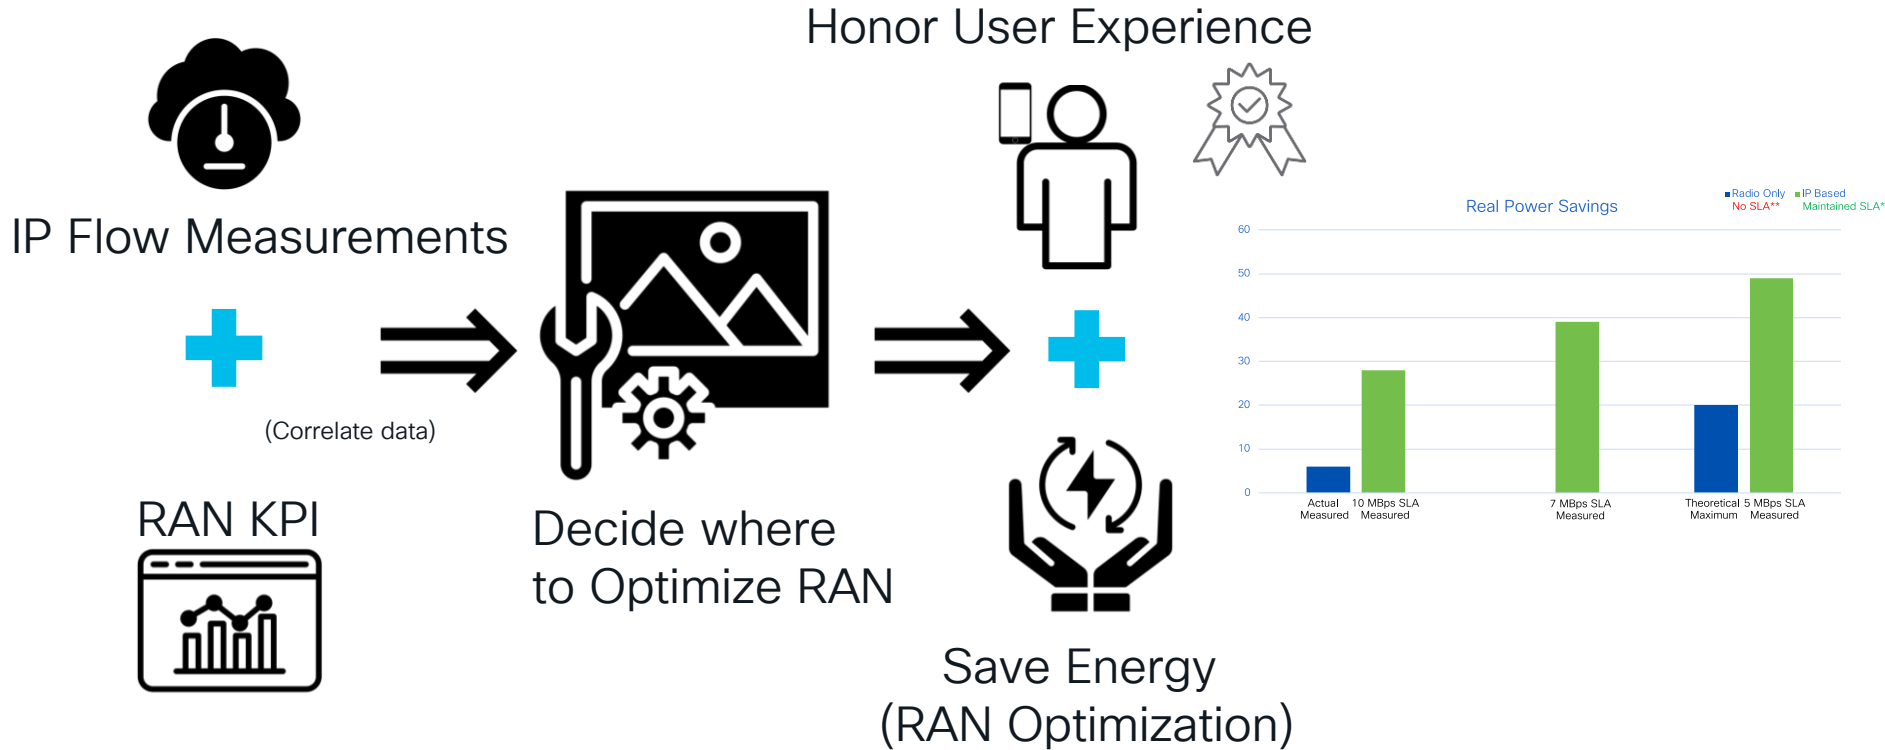 Honor User Experience
IP Flow Measurements
(Correlate data)
RAN KPI
Decide where
to Optimize RAN
Save Energy
(RAN Optimization)
Real Power Savings
Radio Only
No SLA**
IP Based
Maintained SLA*
60
50
40
30
20
10
0
Actual
Measured
10 MBps SLA
Measured
7 MBps SLA
Measured
Theoretical
Maximum
5 MBps SLA
Measured